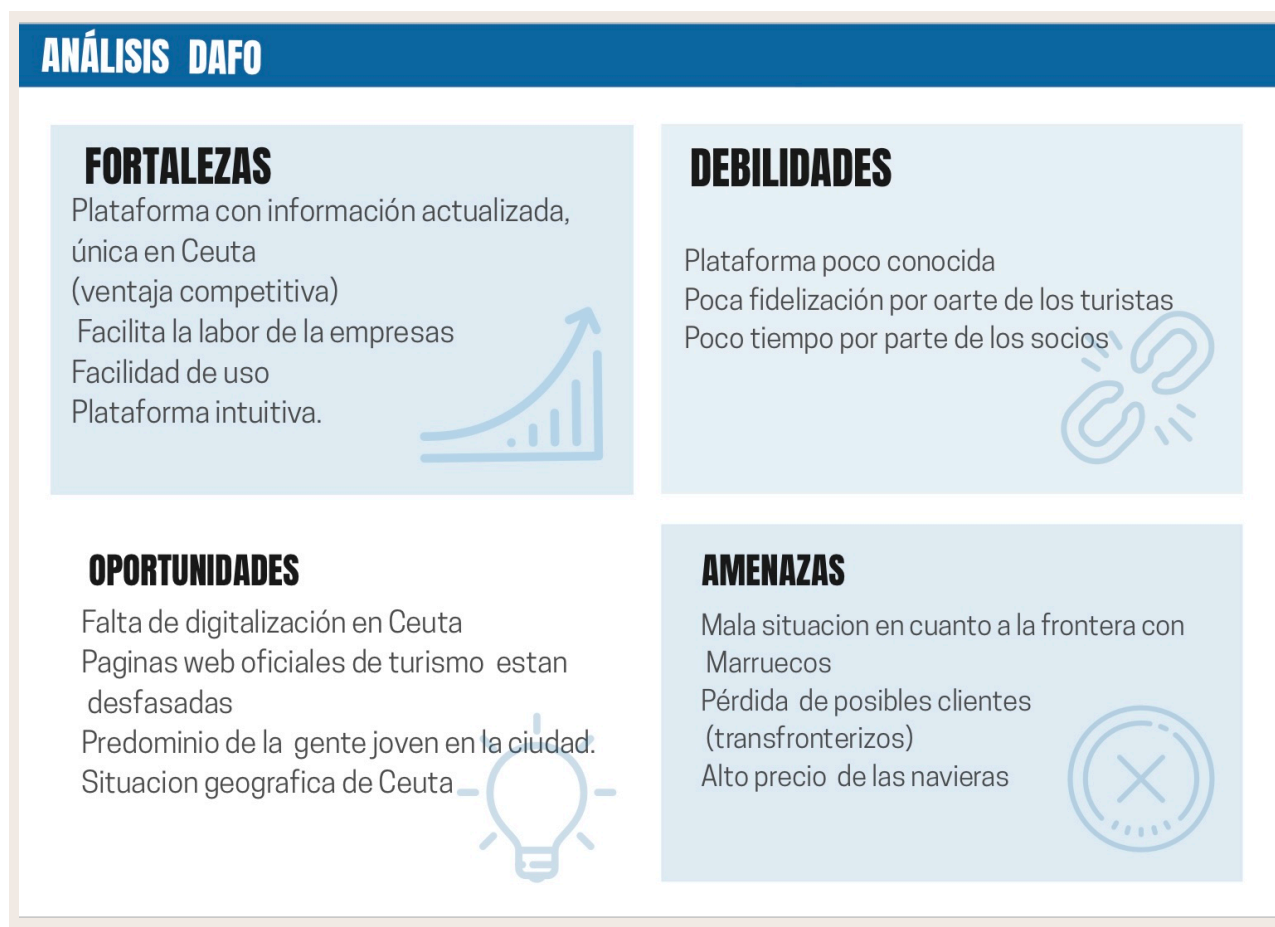 ANÁLISIS DAFO
FORTALEZAS
Plataforma con información actualizada,
única en Ceuta
(ventaja competitiva)
Facilita la labor de la empresas
Facilidad de uso
Plataforma intuitiva.
DEBILIDADES
Plataforma poco conocida
Poca fidelización por oarte de los turistas
Poco tiempo por parte de los socios
OPORTUNIDADES
Falta de digitalización en Ceuta
Paginas web oficiales de turismo estan
desfasadas
Predominio de la gente joven en la ciudad.
Situacion geografica de Ceuta
AMENAZAS
Mala situacion en cuanto a la frontera con
Marruecos
Pérdida de posibles clientes
(transfronterizos)
Alto precio de las navieras